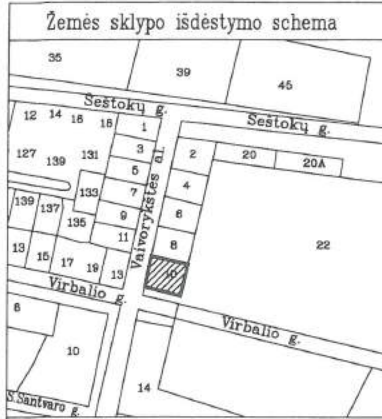 Žemės sklypo išdėstymo schema
35
39
45
Šeštokų g.
Šeštokų g.
12 14 16 18
1
3
5
7
9
11
13
Vaivorykštės al.
2
4
6
8
10
20
20A
22
127 139 131
133
139 137
135
13 15 17 19
Virbalio g.
Virbalio g.
8
10
14
S.Santvaro g.